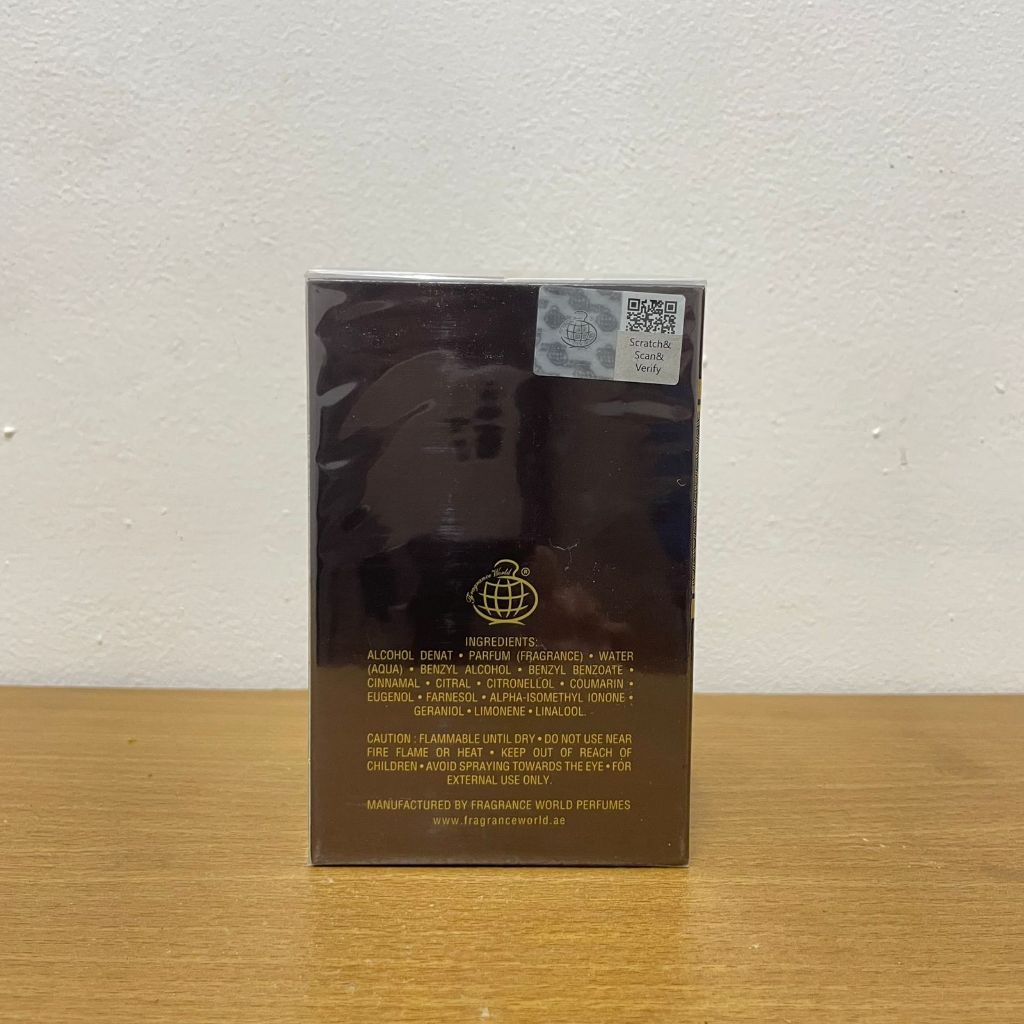 Scratch&
Scan&
Verify
Fragrance World ®
INGREDIENTS:
ALCOHOL DENAT • PARFUM (FRAGRANCE) • WATER
(AQUA) • BENZYL ALCOHOL • BENZYL BENZOATE •
CINNAMAL • CITRAL • CITRONELLOL • COUMARIN •
EUGENOL • FARNESOL • ALPHA-ISOMETHYL IONONE •
GERANIOL • LIMONENE • LINALOOL.
CAUTION : FLAMMABLE UNTIL DRY • DO NOT USE NEAR
FIRE FLAME OR HEAT • KEEP OUT OF REACH OF
CHILDREN • AVOID SPRAYING TOWARDS THE EYE • FOR
EXTERNAL USE ONLY.
MANUFACTURED BY FRAGRANCE WORLD PERFUMES
www.fragranceworld.ae